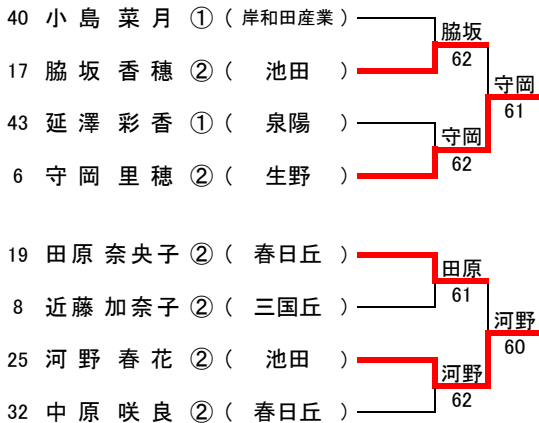 40 小島 菜月 ① ( 岸和田産業 )
脇坂
62
17 脇坂 香穂 ② ( 池田 )
守岡
61
43 延澤 彩香 ① ( 泉陽 )
守岡
62
6 守岡 里穂 ② ( 生野 )
19 田原 奈央子 ② ( 春日丘 )
田原
61
8 近藤 加奈子 ② ( 三国丘 )
河野
60
25 河野 春花 ② ( 池田 )
河野
62
32 中原 咲良 ② ( 春日丘 )